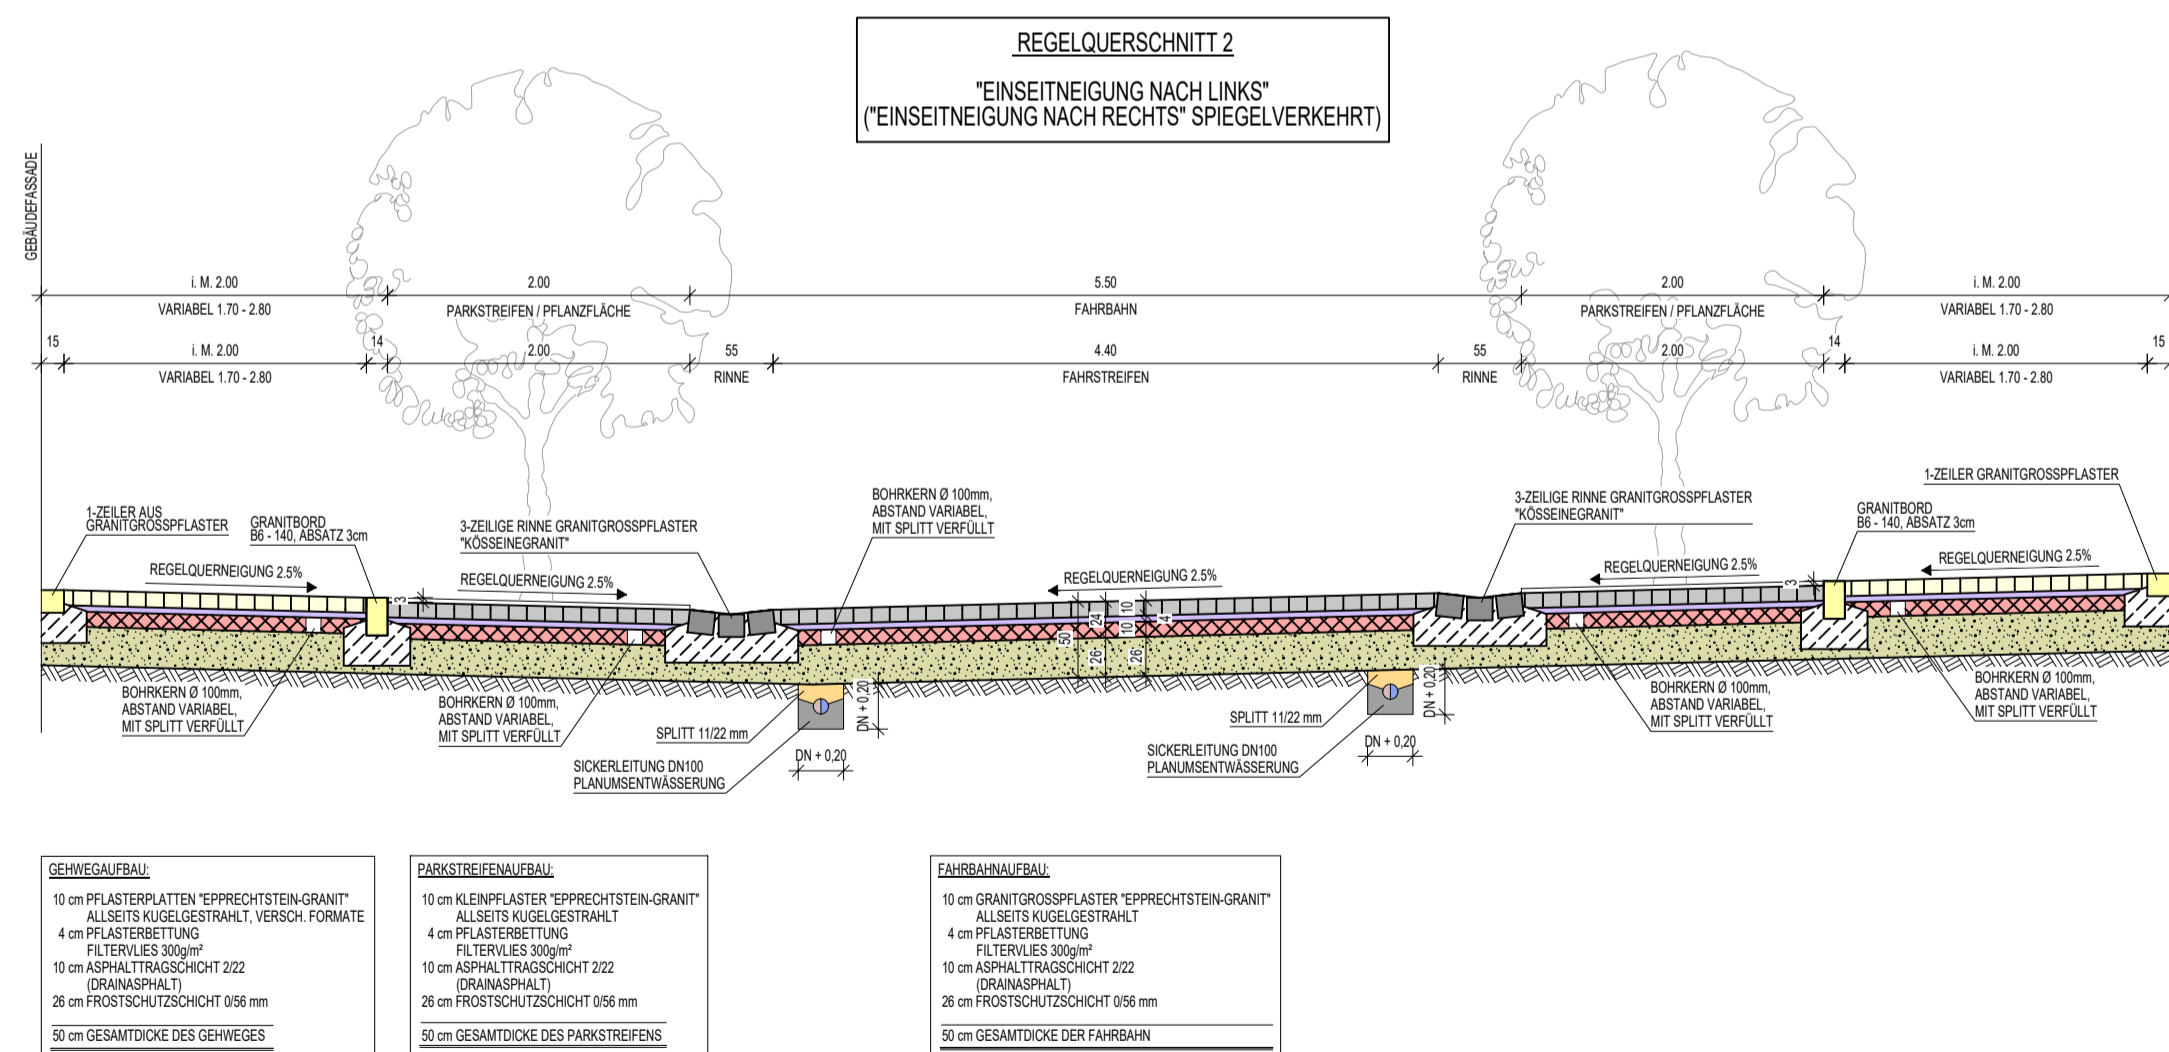 REGELQUERSCHNITT 2
"EINSEITNEIGUNG NACH LINKS"
("EINSEITNEIGUNG NACH RECHTS" SPIEGELVERKEHRT)
GEBÄUDEFASSADE
i. M. 2.00
2.00
5.50
2.00
i. M. 2.00
VARIABEL 1.70 - 2.80
PARKSTREIFEN / PFLANZFLÄCHE
FAHRBAHN
PARKSTREIFEN / PFLANZFLÄCHE
VARIABEL 1.70 - 2.80
15
i. M. 2.00
14
2.00
55
4.40
55
2.00
14
i. M. 2.00
15
VARIABEL 1.70 - 2.80
RINNE
FAHRSTREIFEN
RINNE
VARIABEL 1.70 - 2.80
1-ZEILER AUS
GRANITGROSSPFLASTER
GRANITBORD
B6 - 140, ABSATZ 3cm
3-ZEILIGE RINNE GRANITGROSSPFLASTER
"KÖSSEINEGRANIT"
BOHRKERN Ø 100mm,
ABSTAND VARIABEL,
MIT SPLITT VERFÜLLT
3-ZEILIGE RINNE GRANITGROSSPFLASTER
"KÖSSEINEGRANIT"
GRANITBORD
B6 - 140, ABSATZ 3cm
1-ZEILER GRANITGROSSPFLASTER
REGELQUERNEIGUNG 2.5%
REGELQUERNEIGUNG 2.5%
REGELQUERNEIGUNG 2.5%
REGELQUERNEIGUNG 2.5%
REGELQUERNEIGUNG 2.5%
3
3
50
24
26
10
4
10
26
BOHRKERN Ø 100mm,
ABSTAND VARIABEL,
MIT SPLITT VERFÜLLT
BOHRKERN Ø 100mm,
ABSTAND VARIABEL,
MIT SPLITT VERFÜLLT
SPLITT 11/22 mm
SICKERLEITUNG DN100
PLANUMSENTWÄSSERUNG
DN + 0,20
DN + 0,20
SPLITT 11/22 mm
SICKERLEITUNG DN100
PLANUMSENTWÄSSERUNG
DN + 0,20
DN + 0,20
BOHRKERN Ø 100mm,
ABSTAND VARIABEL,
MIT SPLITT VERFÜLLT
BOHRKERN Ø 100mm,
ABSTAND VARIABEL,
MIT SPLITT VERFÜLLT
GEHWEGAUFBAU:
10 cm PFLASTERPLATTEN "EPPRECHTSTEIN-GRANIT"
ALLSEITS KUGELGESTRAHLT, VERSCH. FORMATE
4 cm PFLASTERBETTUNG
FILTERVLIES 300g/m²
10 cm ASPHALTTRAGSCHICHT 2/22
(DRAINASPHALT)
26 cm FROSTSCHUTZSCHICHT 0/56 mm
50 cm GESAMTDICKE DES GEHWEGES
PARKSTREIFENAUFBAU:
10 cm KLEINPFLASTER "EPPRECHTSTEIN-GRANIT"
ALLSEITS KUGELGESTRAHLT
4 cm PFLASTERBETTUNG
FILTERVLIES 300g/m²
10 cm ASPHALTTRAGSCHICHT 2/22
(DRAINASPHALT)
26 cm FROSTSCHUTZSCHICHT 0/56 mm
50 cm GESAMTDICKE DES PARKSTREIFENS
FAHRBAHNAUFBAU:
10 cm GRANITGROSSPFLASTER "EPPRECHTSTEIN-GRANIT"
ALLSEITS KUGELGESTRAHLT
4 cm PFLASTERBETTUNG
FILTERVLIES 300g/m²
10 cm ASPHALTTRAGSCHICHT 2/22
(DRAINASPHALT)
26 cm FROSTSCHUTZSCHICHT 0/56 mm
50 cm GESAMTDICKE DER FAHRBAHN